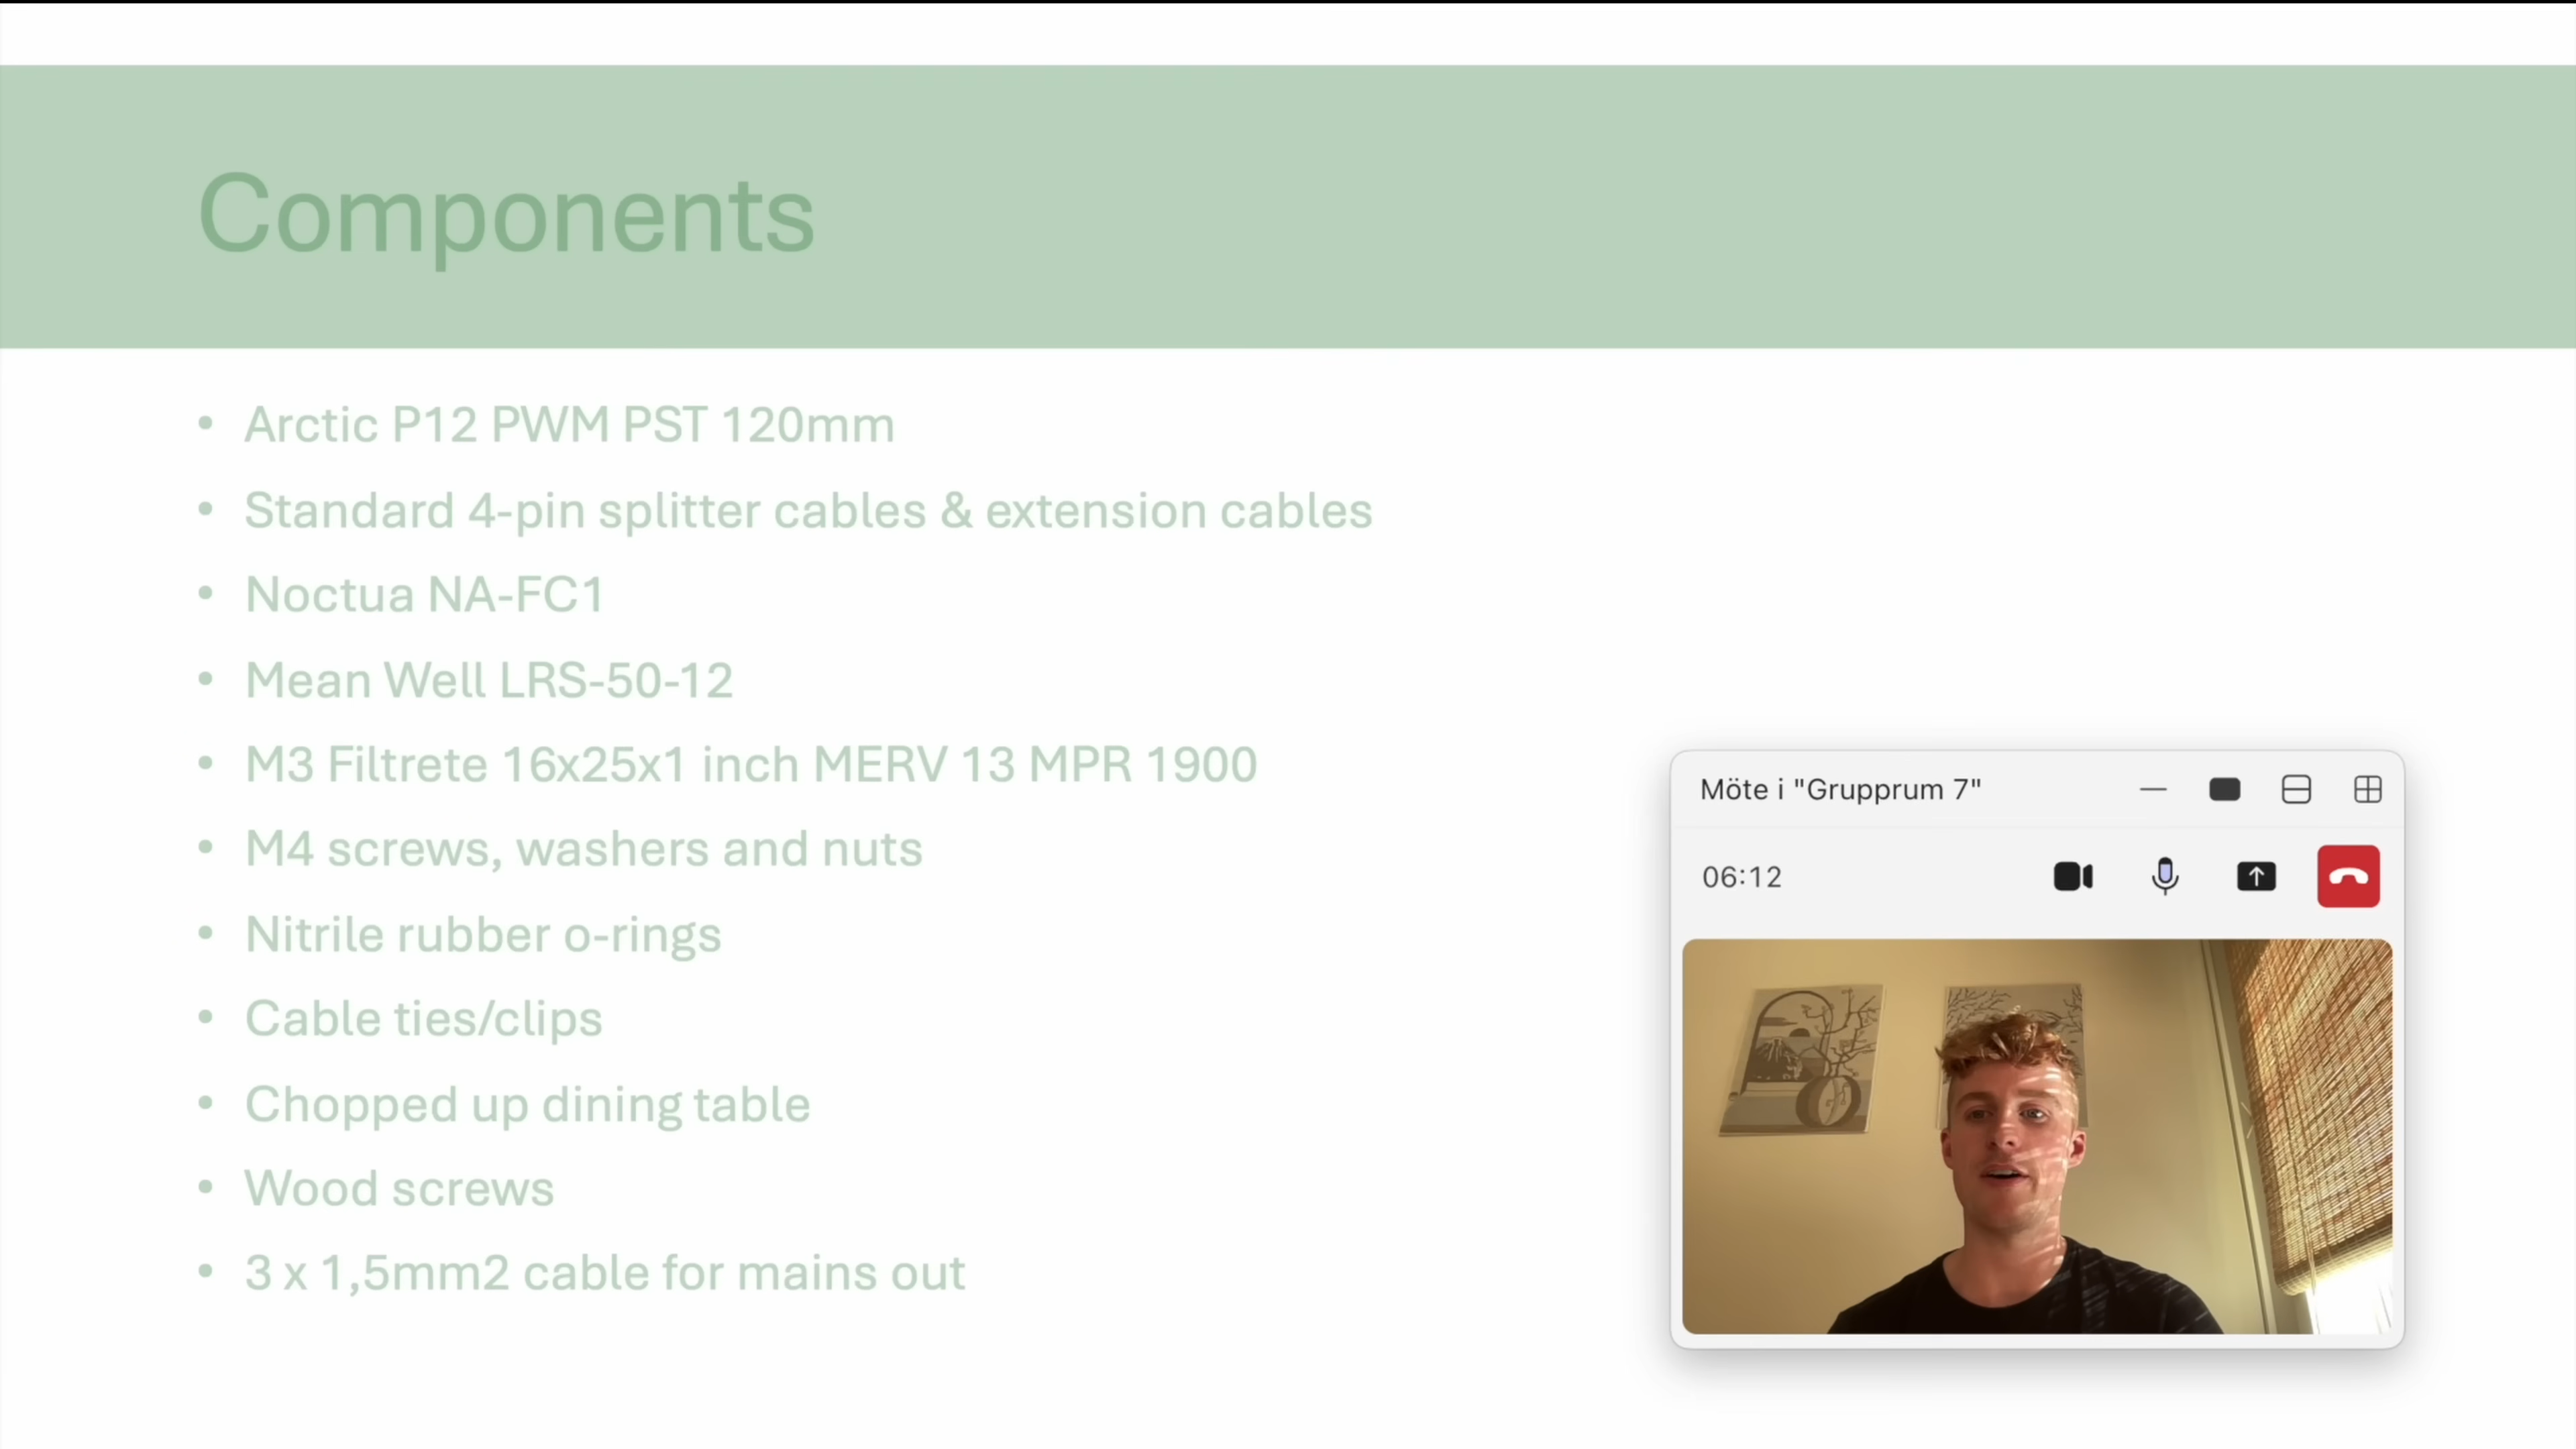 Components
• Arctic P12 PWM PST 120mm
• Standard 4-pin splitter cables & extension cables
• Noctua NA-FC1
• Mean Well LRS-50-12
• M3 Filtrete 16x25x1 inch MERV 13 MPR 1900
• M4 screws, washers and nuts
• Nitrile rubber o-rings
• Cable ties/clips
• Chopped up dining table
• Wood screws
• 3 x 1,5mm2 cable for mains out
Möte i "Grupprum 7"
06:12